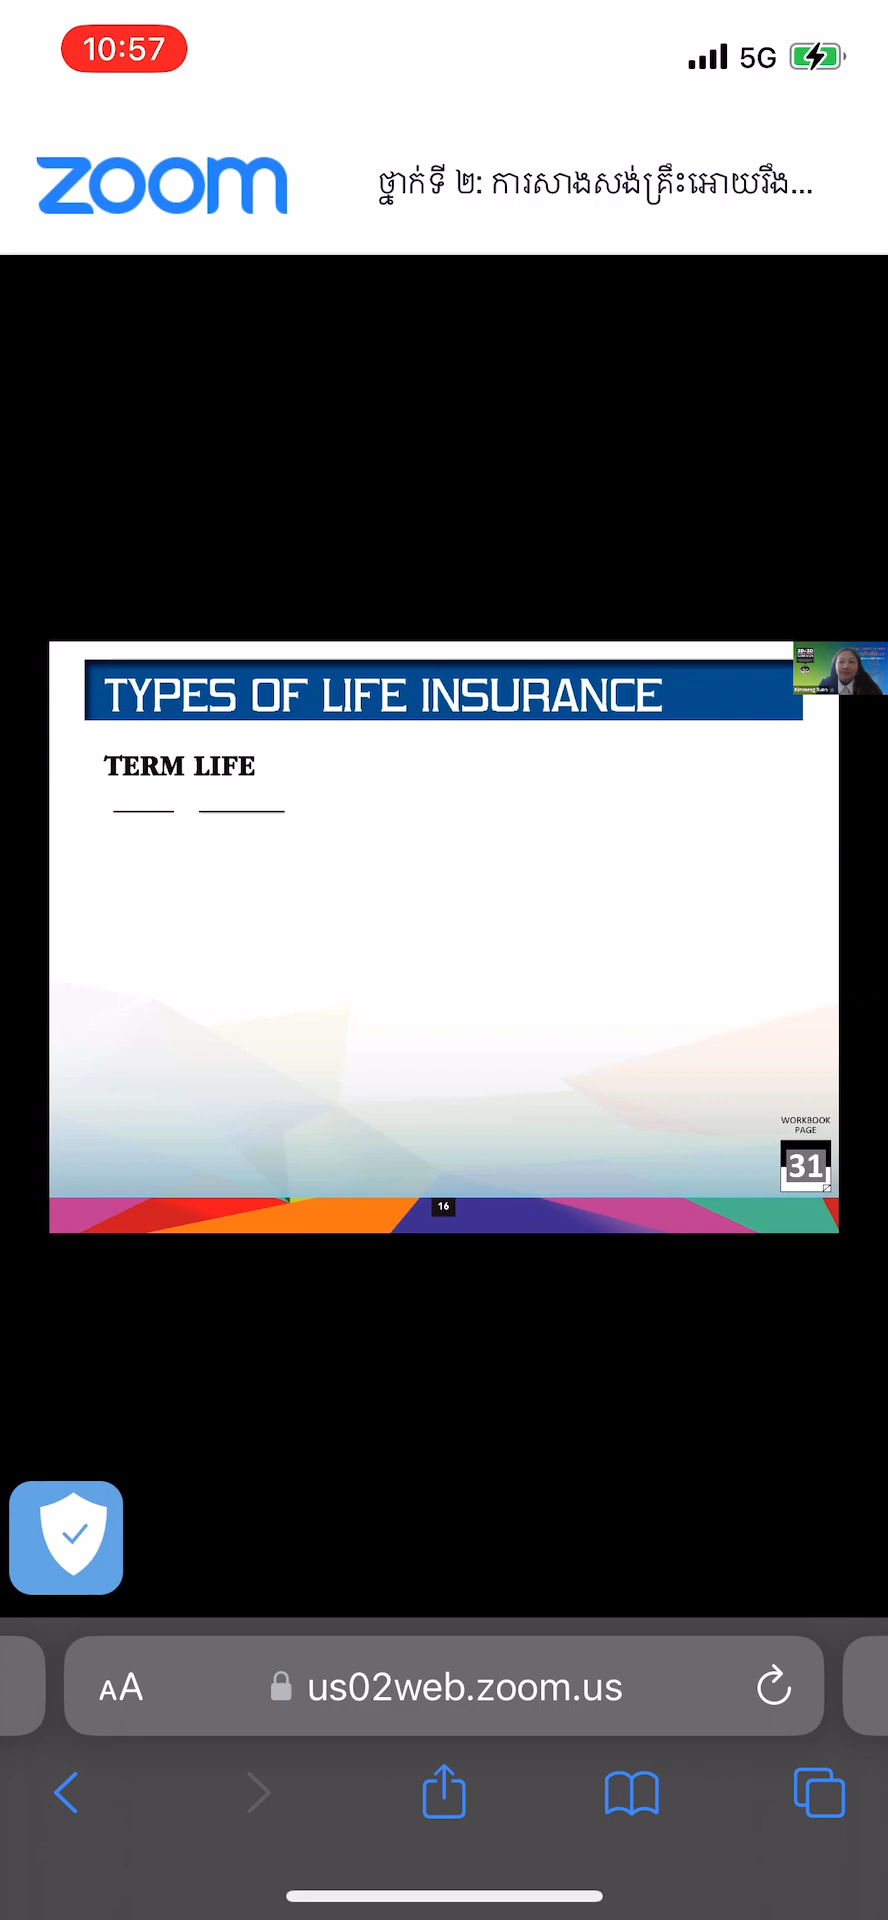 10:57
5G
zoom
ថ្នាក់ទី ២: ការសាងសង់គ្រឹះអោយរឹង...
TYPES OF LIFE INSURANCE
TERM LIFE
WORKBOOK
PAGE
31
16
AA
us02web.zoom.us